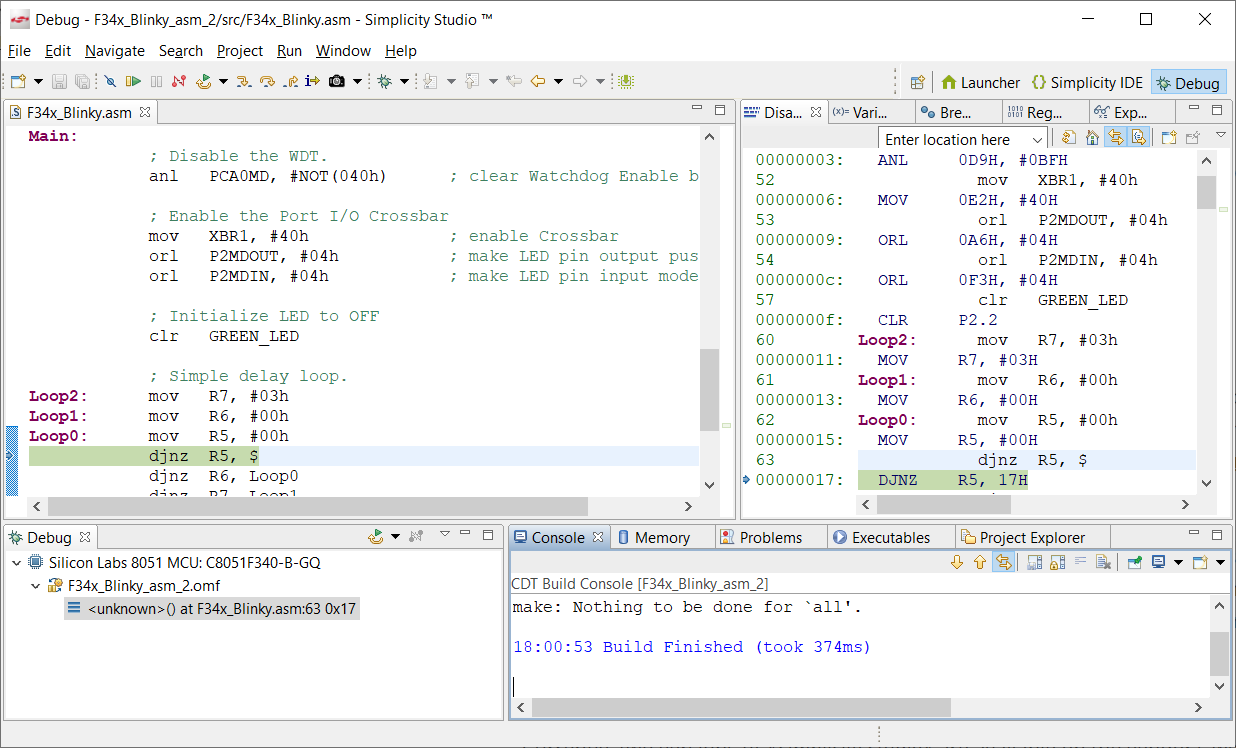 Debug - F34x_Blinky_asm_2/src/F34x_Blinky.asm - Simplicity Studio ™
File Edit Navigate Search Project Run Window Help
Launcher {} Simplicity IDE Debug
F34x_Blinky.asm
Main:
; Disable the WDT.
anl PCA0MD, #NOT(040h) ; clear Watchdog Enable b
; Enable the Port I/O Crossbar
mov XBR1, #40h ; enable Crossbar
orl P2MDOUT, #04h ; make LED pin output pus
orl P2MDIN, #04h ; make LED pin input mode
; Initialize LED to OFF
clr GREEN_LED
; Simple delay loop.
Loop2: mov R7, #03h
Loop1: mov R6, #00h
Loop0: mov R5, #00h
djnz R5, $
djnz R6, Loop0
djnz R7, Loop1
Disa... (x)= Vari... Bre... 1010 0101 Reg... Exp...
Enter location here
00000003: ANL 0D9H, #0BFH
52 mov XBR1, #40h
00000006: MOV 0E2H, #40H
53 orl P2MDOUT, #04h
00000009: ORL 0A6H, #04H
54 orl P2MDIN, #04h
0000000c: ORL 0F3H, #04H
57 clr GREEN_LED
0000000f: CLR P2.2
60 Loop2: mov R7, #03h
00000011: MOV R7, #03H
61 Loop1: mov R6, #00h
00000013: MOV R6, #00H
62 Loop0: mov R5, #00h
00000015: MOV R5, #00H
63 djnz R5, $
00000017: DJNZ R5, 17H
Debug
Silicon Labs 8051 MCU: C8051F340-B-GQ
F34x_Blinky_asm_2.omf
<unknown>() at F34x_Blinky.asm:63 0x17
Console Memory Problems Executables Project Explorer
CDT Build Console [F34x_Blinky_asm_2]
make: Nothing to be done for `all'.
18:00:53 Build Finished (took 374ms)